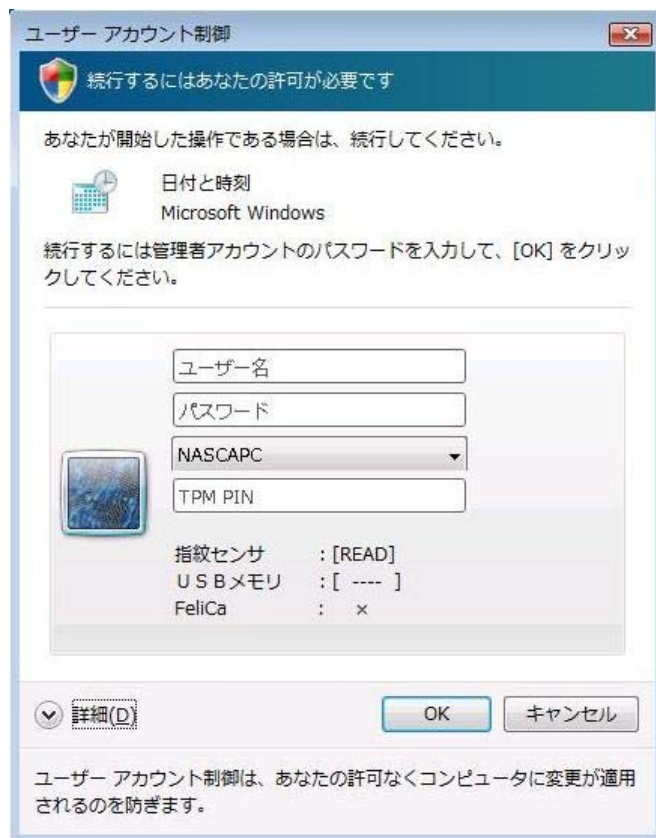 ユーザー アカウント制御
続行するにはあなたの許可が必要です
あなたが開始した操作である場合は、続行してください。
日付と時刻
Microsoft Windows
続行するには管理者アカウントのパスワードを入力して、[OK] をクリッ
クしてください。
ユーザー名
パスワード
NASCAPC
TPM PIN
指紋センサ : [READ]
ＵＳＢメモリ : [ ---- ]
FeliCa : ×
詳細(D) OK キャンセル
ユーザー アカウント制御は、あなたの許可なくコンピュータに変更が適用
されるのを防ぎます。